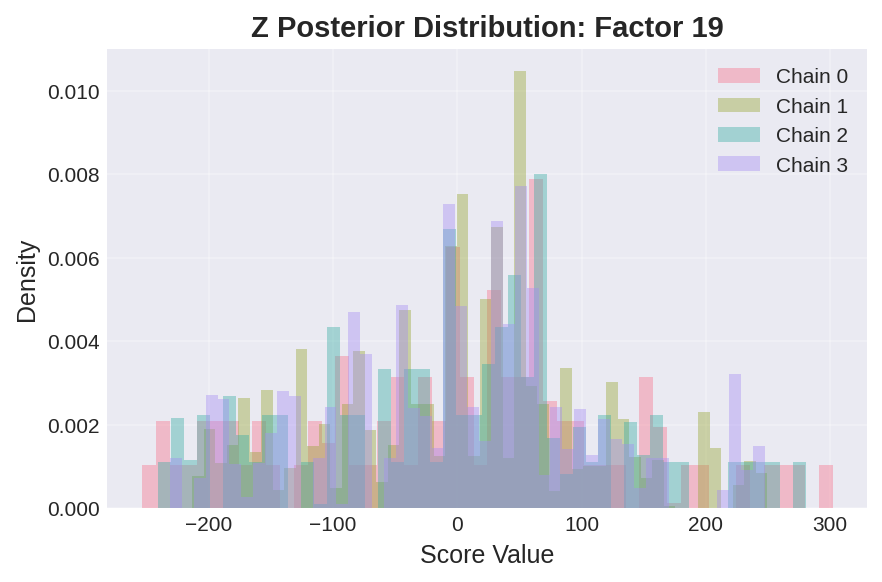 Z Posterior Distribution: Factor 19
Chain 0
Chain 1
Chain 2
Chain 3
0.010
0.008
0.006
0.004
0.002
0.000
Density
−200
−100
0
100
200
300
Score Value